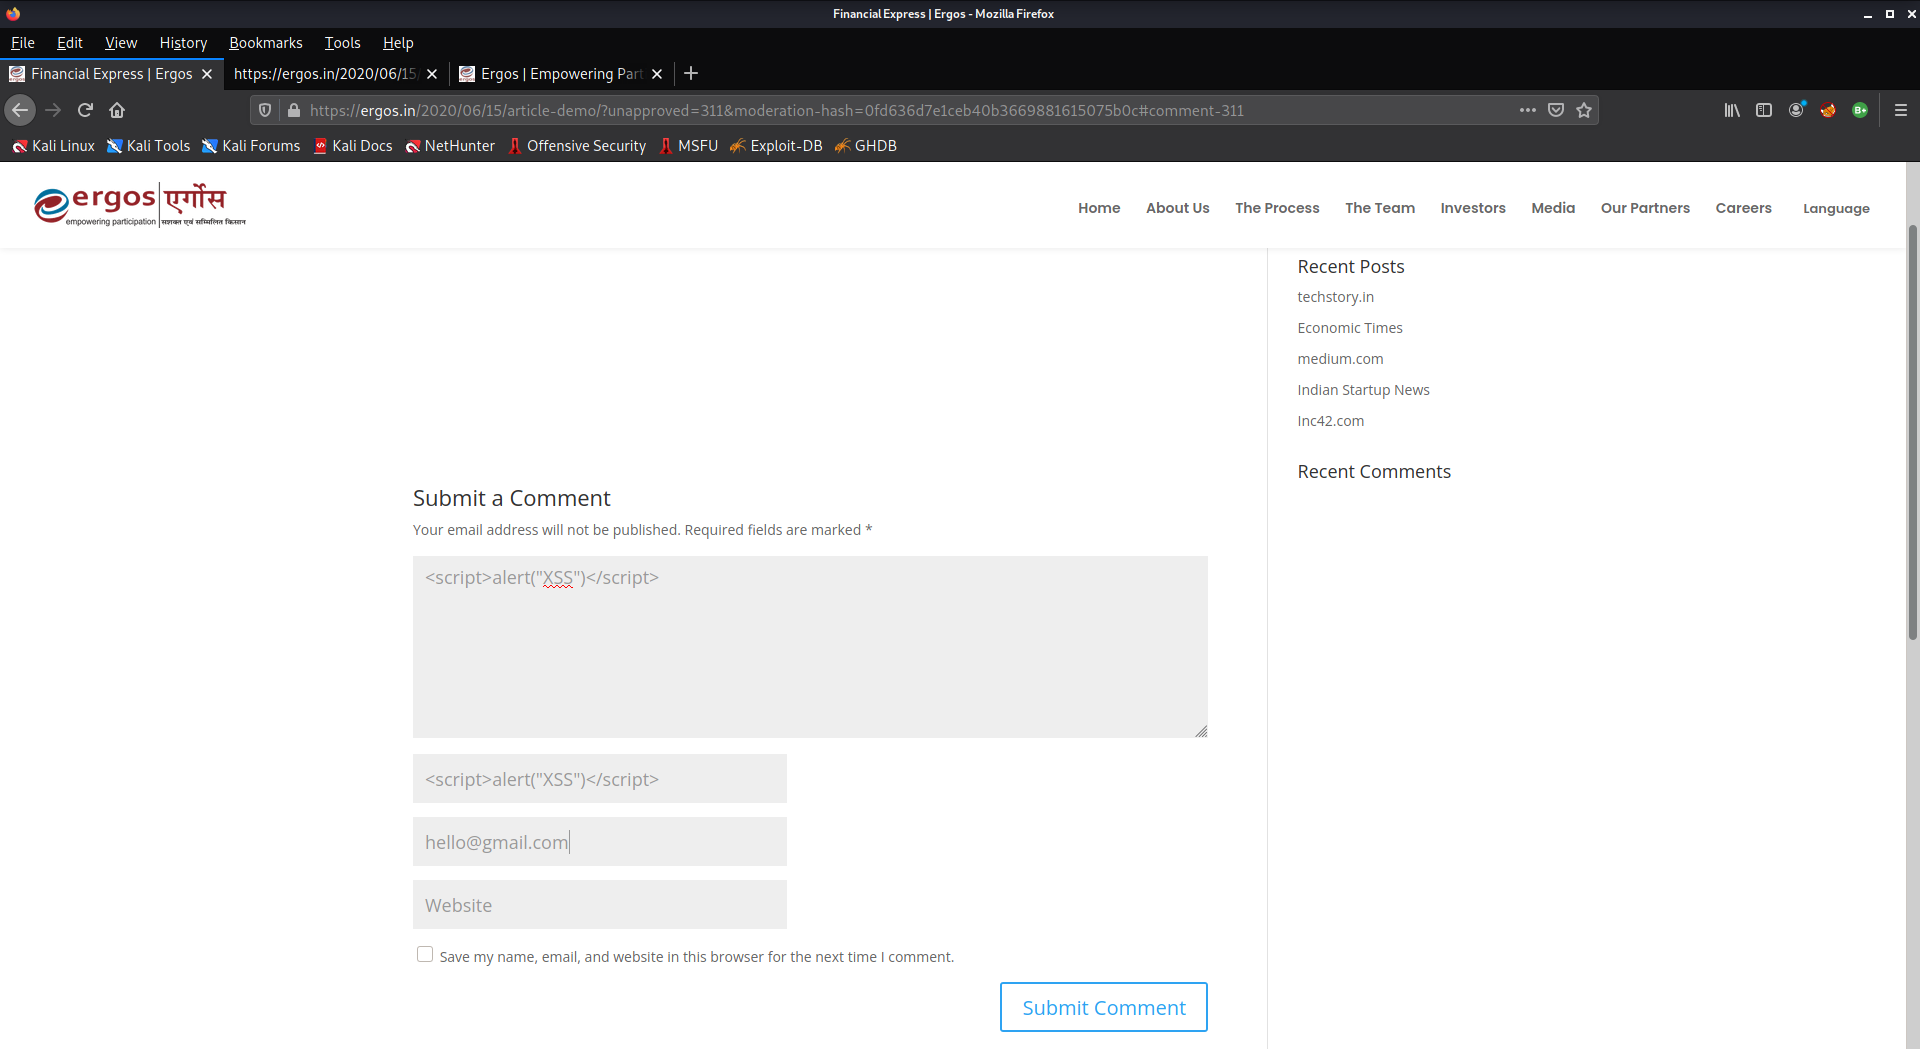 Financial Express | Ergos - Mozilla Firefox
File Edit View History Bookmarks Tools Help
Financial Express | Ergos https://ergos.in/2020/06/15 Ergos | Empowering Part
https://ergos.in/2020/06/15/article-demo/?unapproved=311&moderation-hash=0fd636d7e1ceb40b3669881615075b0c#comment-311
Kali Linux Kali Tools Kali Forums Kali Docs NetHunter Offensive Security MSFU Exploit-DB GHDB
ergos एर्गोस
empowering participation सशक्त एवं सम्मिलित किसान
Home About Us The Process The Team Investors Media Our Partners Careers Language
Recent Posts
techstory.in
Economic Times
medium.com
Indian Startup News
Inc42.com
Recent Comments
Submit a Comment
Your email address will not be published. Required fields are marked *
<script>alert("XSS")</script>
<script>alert("XSS")</script>
hello@gmail.com
Website
Save my name, email, and website in this browser for the next time I comment.
Submit Comment